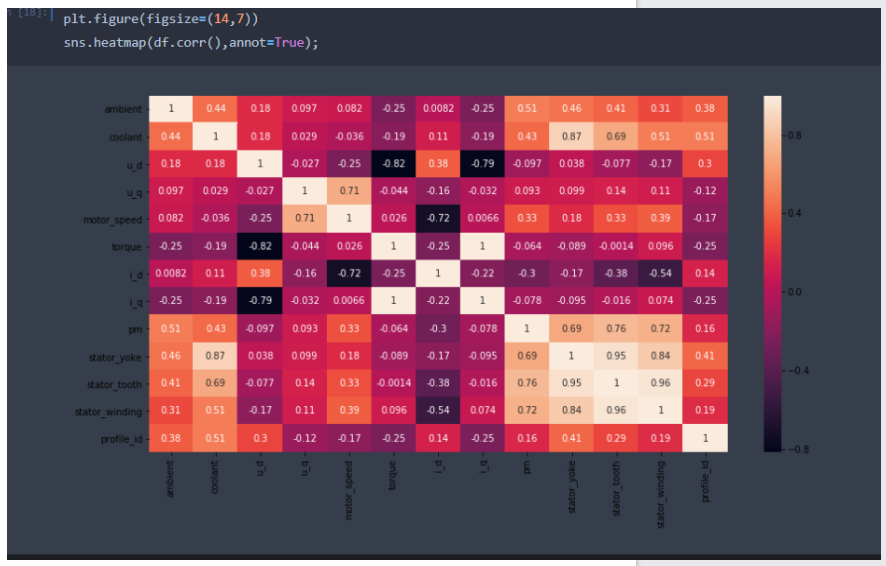 [18]:
plt.figure(figsize=(14,7))
sns.heatmap(df.corr(),annot=True);
ambient 1 0.44 0.18 0.097 0.082 -0.25 0.0082 -0.25 0.51 0.46 0.41 0.31 0.38
coolant 0.44 1 0.18 0.029 -0.036 -0.19 0.11 -0.19 0.43 0.87 0.69 0.51 0.51
u_d 0.18 0.18 1 -0.027 -0.25 -0.82 0.38 -0.79 -0.097 0.038 -0.077 -0.17 0.3
u_q 0.097 0.029 -0.027 1 0.71 -0.044 -0.16 -0.032 0.093 0.099 0.14 0.11 -0.12
motor_speed 0.082 -0.036 -0.25 0.71 1 0.026 -0.72 0.0066 0.33 0.18 0.33 0.39 -0.17
torque -0.25 -0.19 -0.82 -0.044 0.026 1 -0.25 1 -0.064 -0.089 -0.0014 0.096 -0.25
i_d 0.0082 0.11 0.38 -0.16 -0.72 -0.25 1 -0.22 -0.3 -0.17 -0.38 -0.54 0.14
i_q -0.25 -0.19 -0.79 -0.032 0.0066 1 -0.22 1 -0.078 -0.095 -0.016 0.074 -0.25
pm 0.51 0.43 -0.097 0.093 0.33 -0.064 -0.3 -0.078 1 0.69 0.76 0.72 0.16
stator_yoke 0.46 0.87 0.038 0.099 0.18 -0.089 -0.17 -0.095 0.69 1 0.95 0.84 0.41
stator_tooth 0.41 0.69 -0.077 0.14 0.33 -0.0014 -0.38 -0.016 0.76 0.95 1 0.96 0.29
stator_winding 0.31 0.51 -0.17 0.11 0.39 0.096 -0.54 0.074 0.72 0.84 0.96 1 0.19
profile_id 0.38 0.51 0.3 -0.12 -0.17 -0.25 0.14 -0.25 0.16 0.41 0.29 0.19 1
ambient coolant u_d u_q motor_speed torque i_d i_q pm stator_yoke stator_tooth stator_winding profile_id
0.8
0.4
0.0
-0.4
-0.8